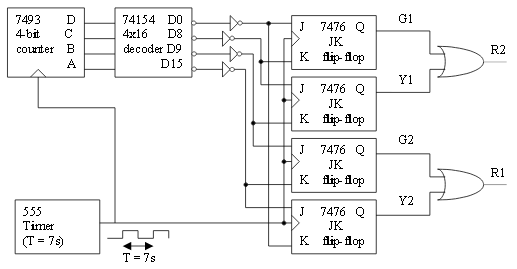 7493 D
4-bit C
counter B
A
74154 D0
4x16 D8
decoder D9
D15
J 7476 Q
JK
K flip-flop
G1
R2
J 7476 Q
JK
K flip-flop
Y1
J 7476 Q
JK
K flip-flop
G2
R1
J 7476 Q
JK
K flip-flop
Y2
555
Timer
(T = 7s)
T = 7s